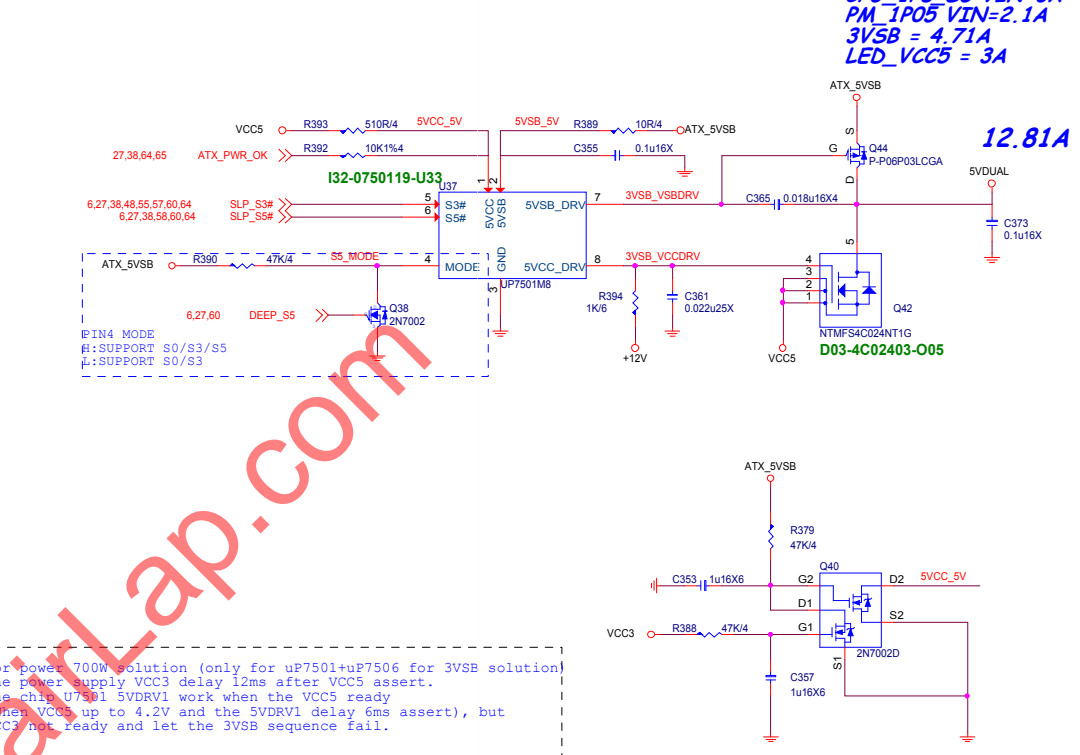 PM_1P05 VIN=2.1A
3VSB = 4.71A
LED_VCC5 = 3A
ATX_5VSB
12.81A
VCC5
R393
510R/4
5VCC_5V
5VSB_5V
R389
10R/4
ATX_5VSB
S
G
Q44
P-P06P03LCGA
D
27,38,64,65
ATX_PWR_OK
R392
10K1%4
C355
0.1u16X
I32-0750119-U33
5VDUAL
U37
1
2
6,27,38,48,55,57,60,64
SLP_S3#
5
S3#
6,27,38,58,60,64
SLP_S5#
6
S5#
5VCC
5VSB
5VSB_DRV
7
3VSB_VSBDRV
C365
0.018u16X4
C373
0.1u16X
ATX_5VSB
R390
47K/4
S5_MODE
4
MODE
GND
3
5VCC_DRV
8
3VSB_VCCDRV
UP7501M8
5
4
3
2
1
Q42
NTMFS4C024NT1G
D03-4C02403-O05
R394
1K/6
C361
0.022u25X
+12V
VCC5
6,27,60
DEEP_S5
Q38
2N7002
PIN4 MODE
H:SUPPORT S0/S3/S5
L:SUPPORT S0/S3
ATX_5VSB
R379
47K/4
Q40
C353
1u16X6
G2
D2
5VCC_5V
D1
S2
VCC3
R388
47K/4
G1
S1
2N7002D
C357
1u16X6
power 700W solution (only for uP7501+uP7506 for 3VSB solution)
power supply VCC3 delay 12ms after VCC5 assert.
chip U7501 5VDRV1 work when the VCC5 ready
VCC5 up to 4.2V and the 5VDRV1 delay 6ms assert), but
not ready and let the 3VSB sequence fail.
airLap.com